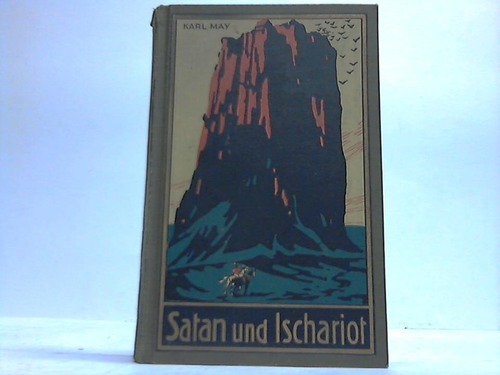 KARL MAY
Satan und Ischariot